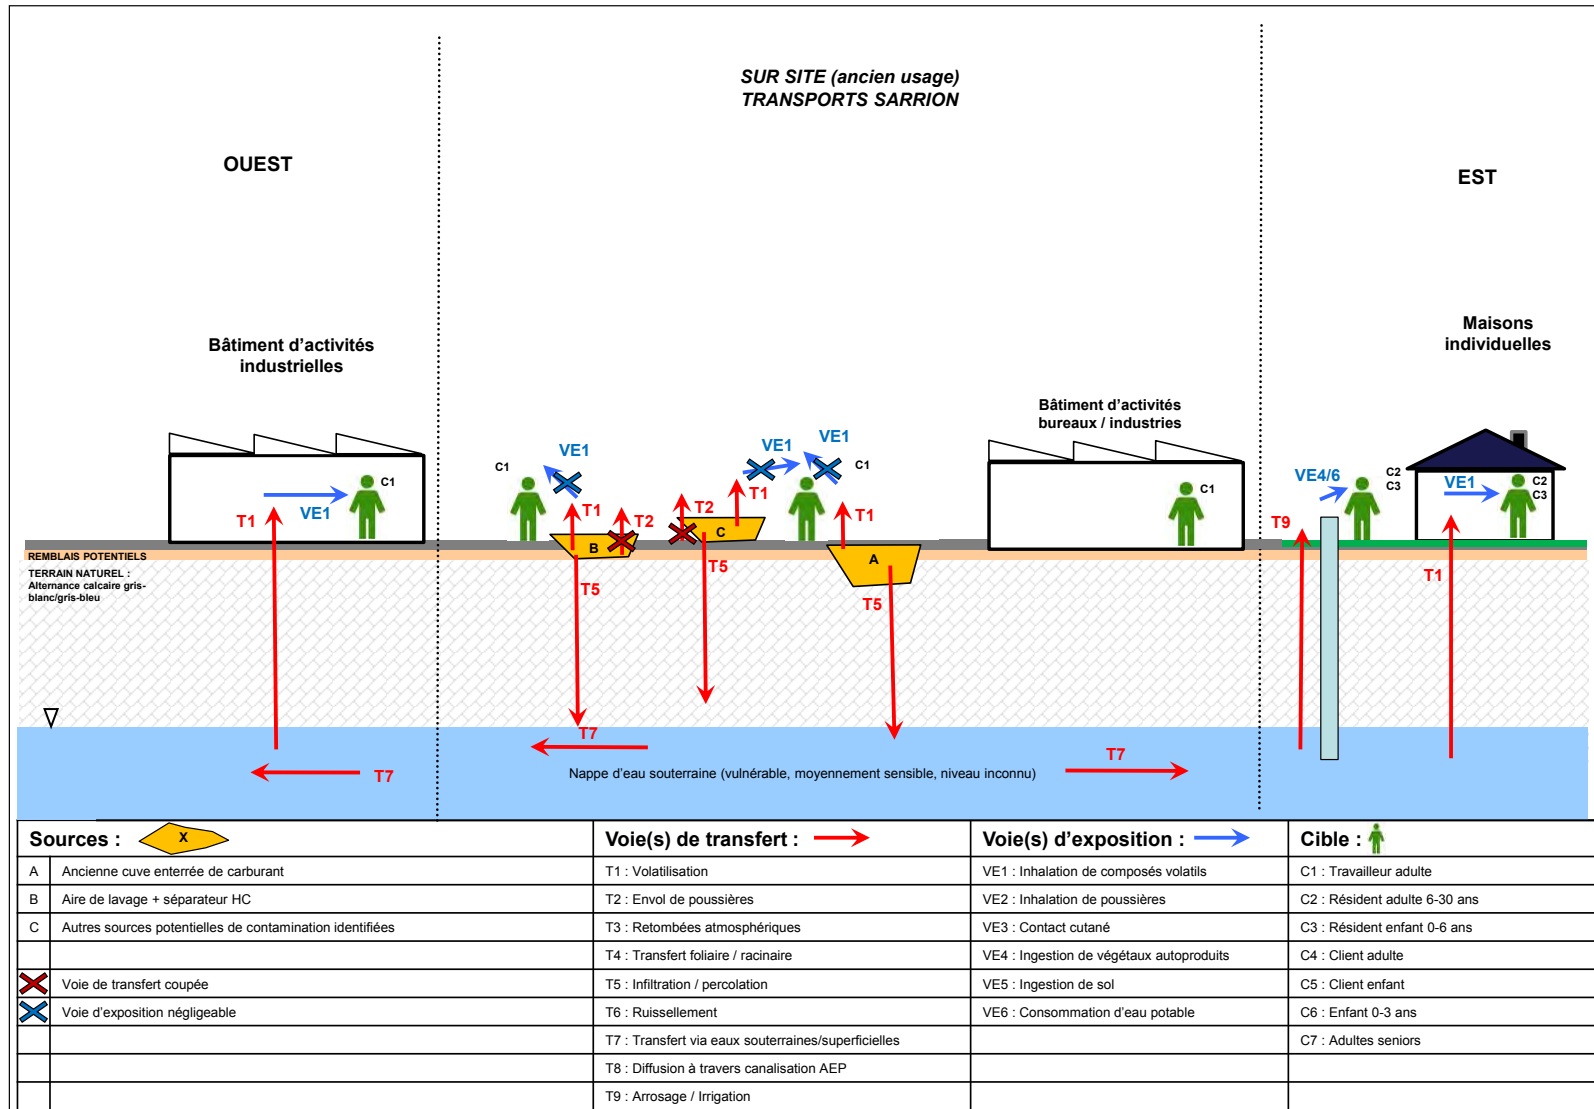 SUR SITE (ancien usage)
TRANSPORTS SARRION
OUEST
EST
Maisons
individuelles
Bâtiment d’activités
industrielles
Bâtiment d’activités
bureaux / industries
VE1
VE1
VE1
C1
C1
C1
C1
C2
C3
C2
C3
VE4/6
VE1
VE1
T1
T1
T2
T2
T1
T1
T9
T1
B
C
A
REMBLAIS POTENTIELS
TERRAIN NATUREL :
Alternance calcaire gris-
blanc/gris-bleu
T5
T5
T5
T7
T7
T7
Nappe d’eau souterraine (vulnérable, moyennement sensible, niveau inconnu)
Sources : X
Voie(s) de transfert :
Voie(s) d’exposition :
Cible :
A Ancienne cuve enterrée de carburant
T1 : Volatilisation
VE1 : Inhalation de composés volatils
C1 : Travailleur adulte
B Aire de lavage + séparateur HC
T2 : Envol de poussières
VE2 : Inhalation de poussières
C2 : Résident adulte 6-30 ans
C Autres sources potentielles de contamination identifiées
T3 : Retombées atmosphériques
VE3 : Contact cutané
C3 : Résident enfant 0-6 ans
T4 : Transfert foliaire / racinaire
VE4 : Ingestion de végétaux autoproduits
C4 : Client adulte
Voie de transfert coupée
T5 : Infiltration / percolation
VE5 : Ingestion de sol
C5 : Client enfant
Voie d’exposition négligeable
T6 : Ruissellement
VE6 : Consommation d’eau potable
C6 : Enfant 0-3 ans
T7 : Transfert via eaux souterraines/superficielles
C7 : Adultes seniors
T8 : Diffusion à travers canalisation AEP
T9 : Arrosage / Irrigation